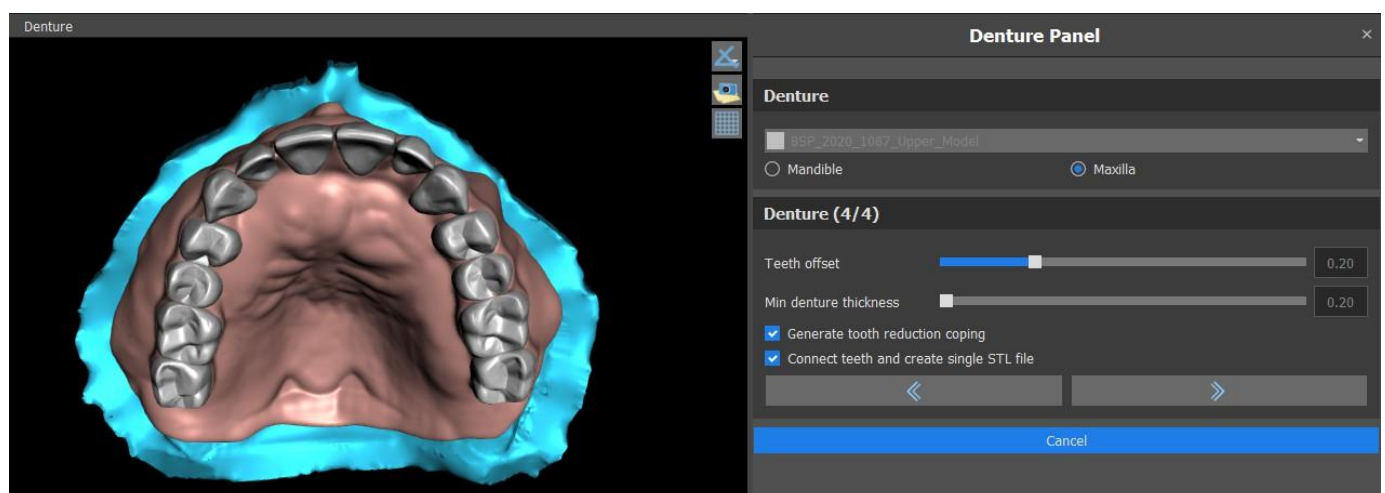 Denture
Denture Panel
×
Denture
BSP_2020_1087_Upper_Model
Mandible
Maxilla
Denture (4/4)
Teeth offset
0.20
Min denture thickness
0.20
Generate tooth reduction coping
Connect teeth and create single STL file
Cancel